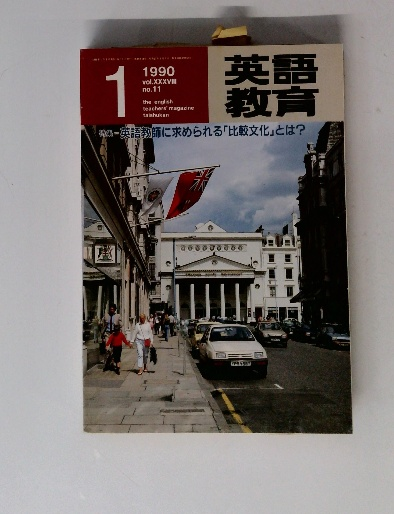 1
1990
vol.XXXVIII
no.11
the english
teachers' magazine
taishukan
英語
教育
特集－英語教師に求められる「比較文化」とは？